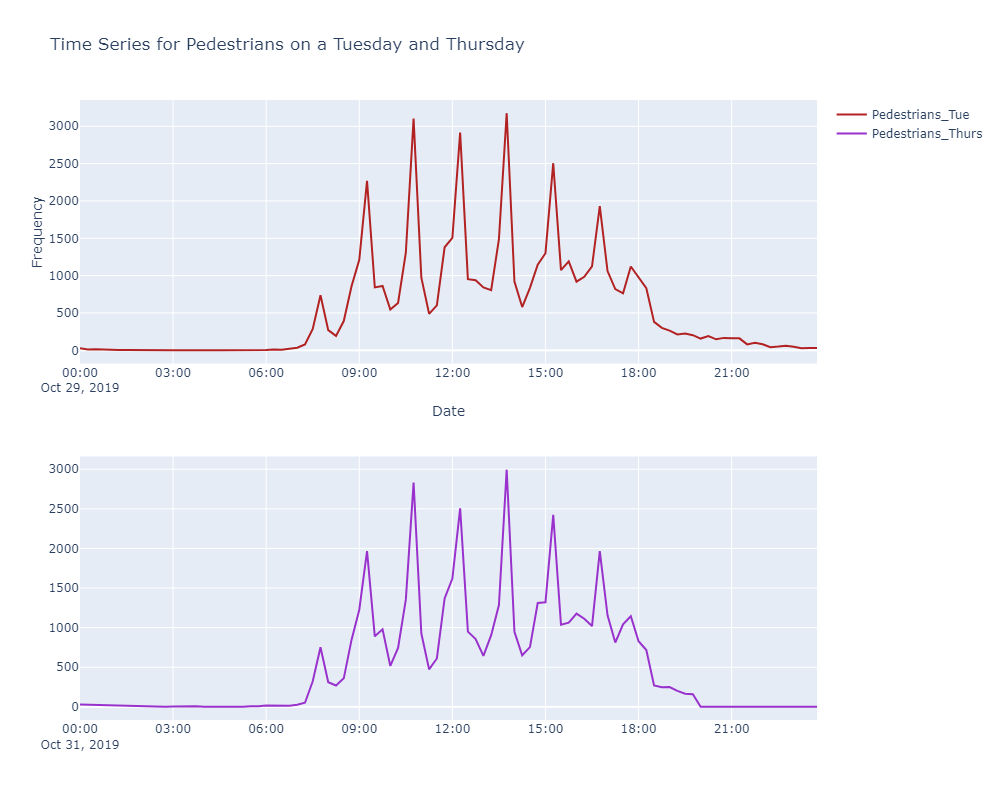 Time Series for Pedestrians on a Tuesday and Thursday
Pedestrians_Tue
Pedestrians_Thurs
Frequency
3000
2500
2000
1500
1000
500
0
00:00 03:00 06:00 09:00 12:00 15:00 18:00 21:00
Oct 29, 2019
Date
3000
2500
2000
1500
1000
500
0
00:00 03:00 06:00 09:00 12:00 15:00 18:00 21:00
Oct 31, 2019